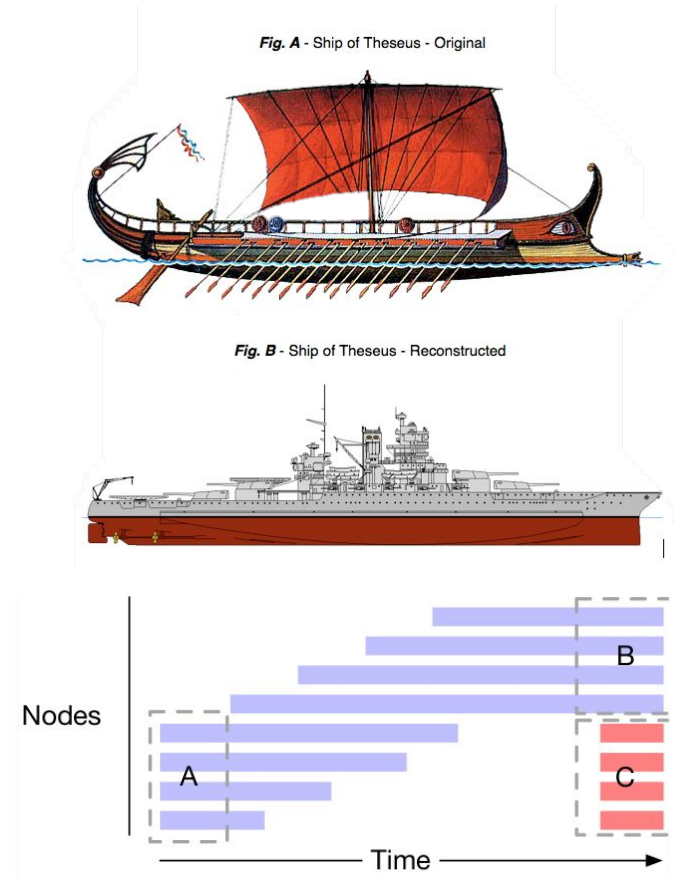 Fig. A - Ship of Theseus - Original
Fig. B - Ship of Theseus - Reconstructed
B
Nodes
A
C
Time